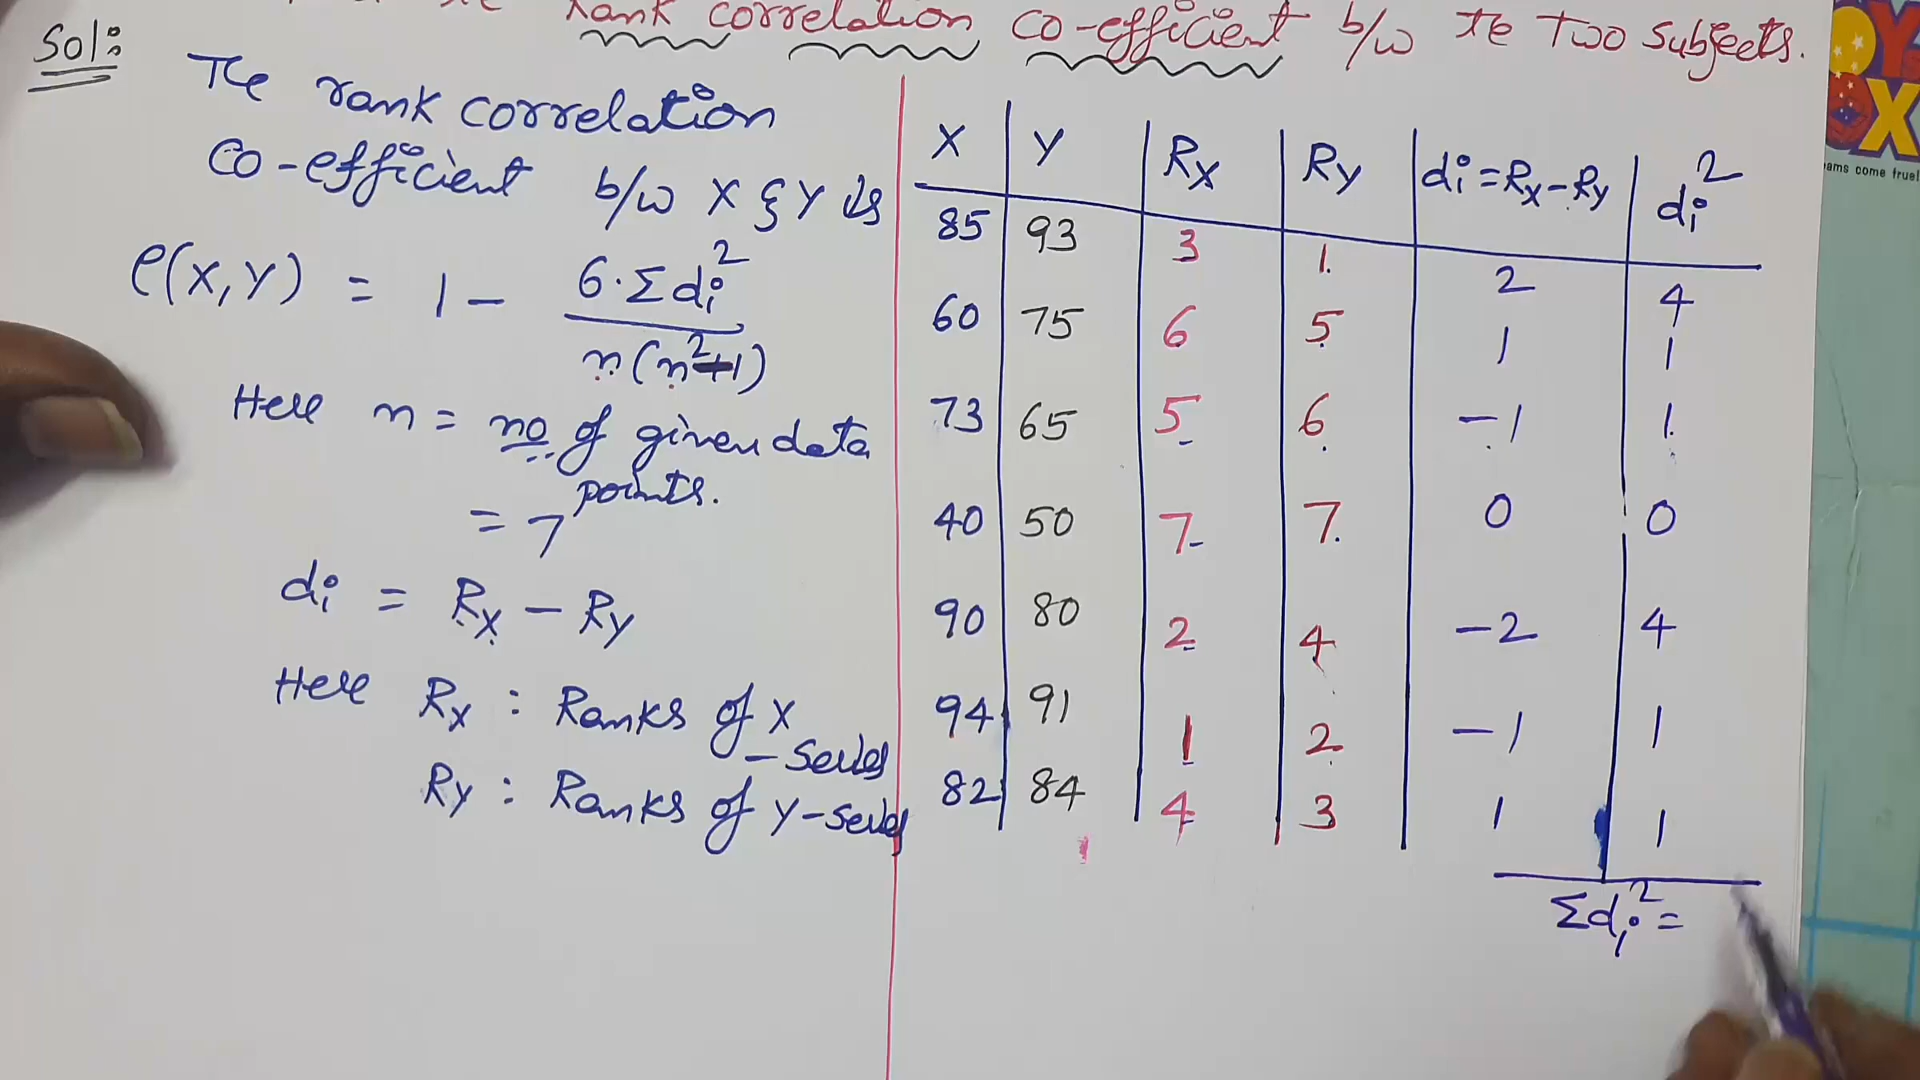 rank correlation co-efficient b/w te Two subjects.
Sol:
The rank correlation
co-efficient b/w X & Y is
ρ(X,Y) = 1 - 6·Σdi² / n(n²-1)
Here n = no of given data
points.
= 7
di = Rx - Ry
Here Rx : Ranks of X
- Series
Ry : Ranks of Y-Series
X Y Rx Ry di=Rx-Ry di²
85 93 3 1 2 4
60 75 6 5 1 1
73 65 5 6 -1 1
40 50 7 7 0 0
90 80 2 4 -2 4
94 91 1 2 -1 1
82 84 4 3 1 1
Σdi² =
ams come true!